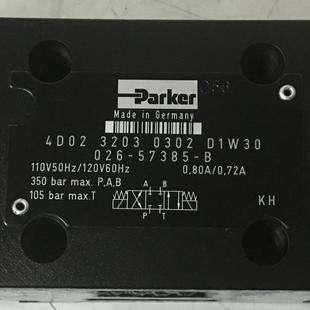 Parker
Made in Germany
4D02 3203 0302 D1W30
026-57385-B
110V50Hz/120V60Hz 0,80A/0,72A
350 bar max. P,A,B
105 bar max.T
A B
P T
KH